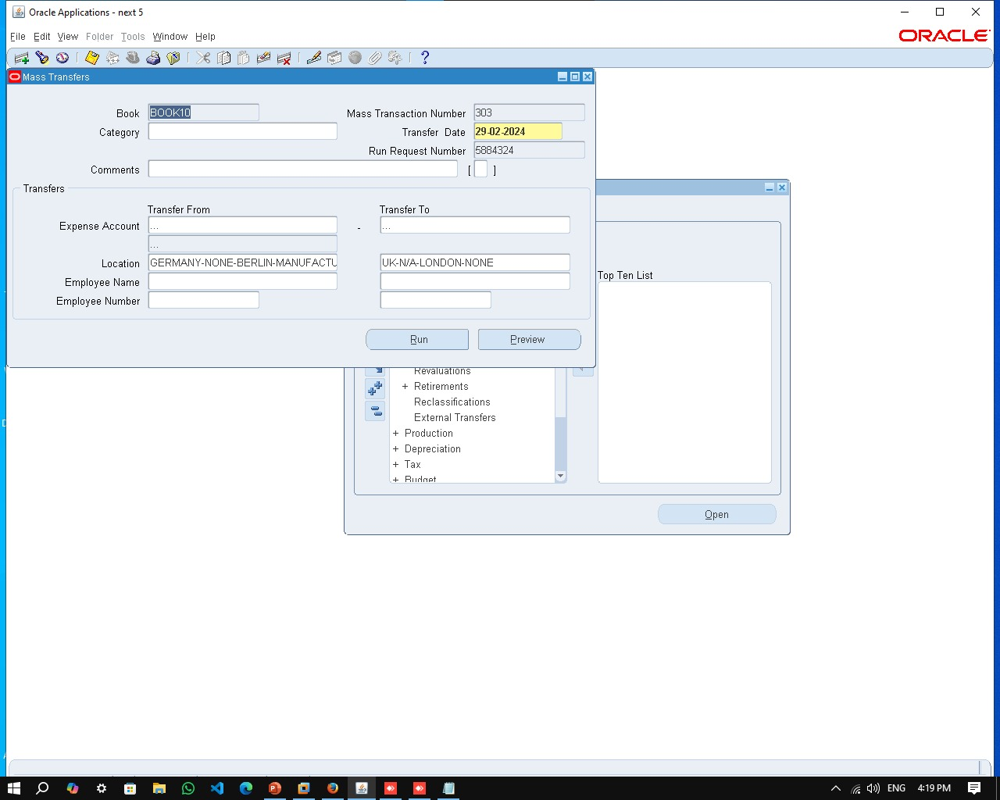 Oracle Applications - next 5
File Edit View Folder Tools Window Help
ORACLE
Mass Transfers
Book BOOK10 Mass Transaction Number 303
Category Transfer Date 29-02-2024
Run Request Number 5884324
Comments [ ]
Transfers
Transfer From Transfer To
Expense Account ... - ...
...
Location GERMANY-NONE-BERLIN-MANUFACTU UK-N/A-LONDON-NONE
Employee Name
Employee Number
Run Preview
Top Ten List
Revaluations
+ Retirements
Reclassifications
External Transfers
+ Production
+ Depreciation
+ Tax
+ Budget
Open
ENG 4:19 PM